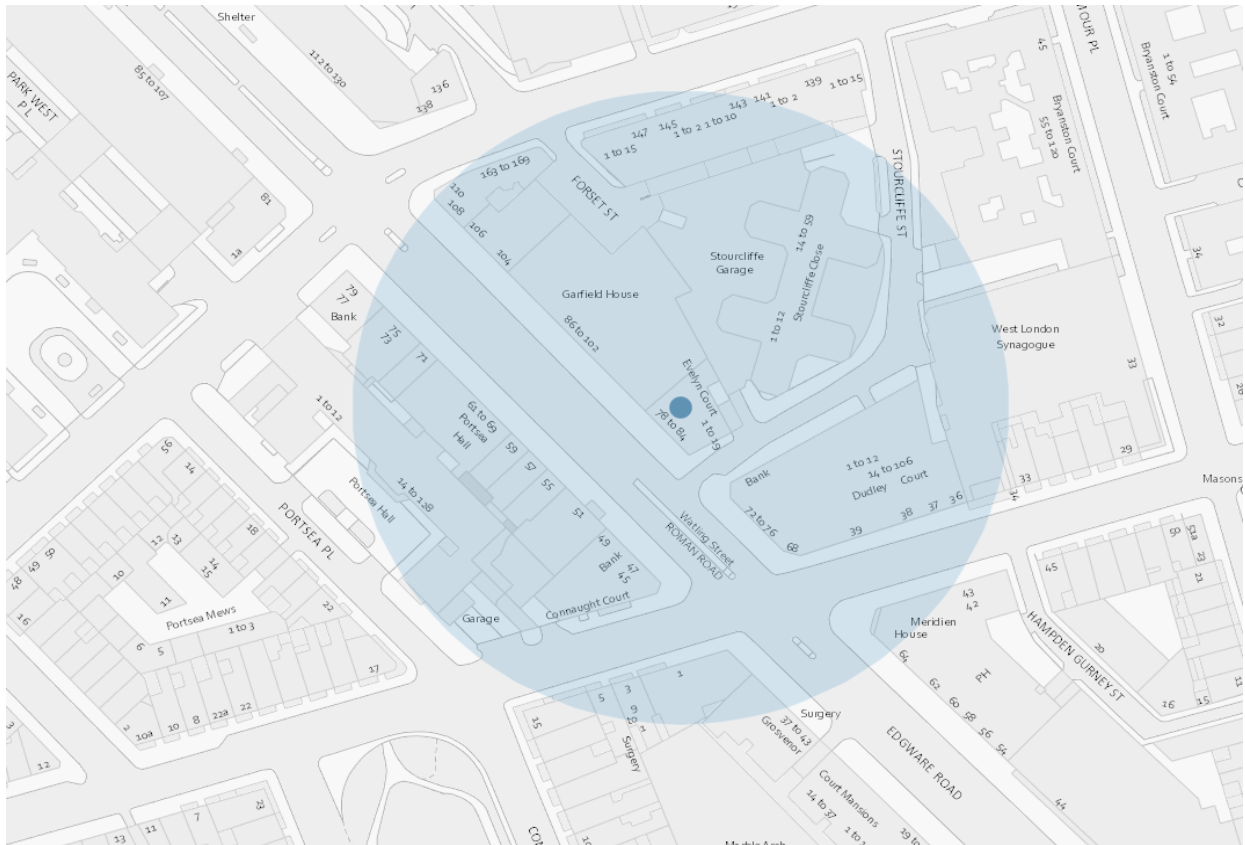 Shelter
112 to 130
136
138
85 to 107
PARK WEST
PL
81
1a
139
1 to 15
141
143
1 to 2
145
1 to 2 1 to 10
147
1 to 15
163 to 169
110
108
106
104
FORSET ST
STOURCLIFFE ST
MOUR PL
45
Bryanston Court
55 to 120
1 to 54
Bryanston Court
34
32
33
29
Stourcliffe
Garage
14 to 59
Stourcliffe Close
1 to 12
Garfield House
86 to 102
West London
Synagogue
Evelyn Court
78 to 84
1 to 19
79
77
Bank
75
73
71
61 to 69
Portsea
Hall
59
57
55
51
49
Bank
47
45
Connaught Court
1 to 12
14 to 128
Portsea Hall
Garage
PORTSEA PL
Bank
72 to 76
68
1 to 12
14 to 106
Dudley Court
39
38
37
36
34
33
Watling Street
ROMAN ROAD
Masons
56
14
18
12
13
14
15
10
11
49
48
16
Portsea Mews
1 to 3
6
5
22
17
2
10a
10
8
22a
22
3
12
13
11
7
23
43
42
Meridien
House
64
62
60
58
56
54
PH
44
45
51a
23
21
20
HAMPDEN GURNEY ST
16
15
11
5
3
1
9
15
Surgery
Surgery
37 to 43
Grosvenor
EDGWARE ROAD
Court Mansions
14 to 37
19 to